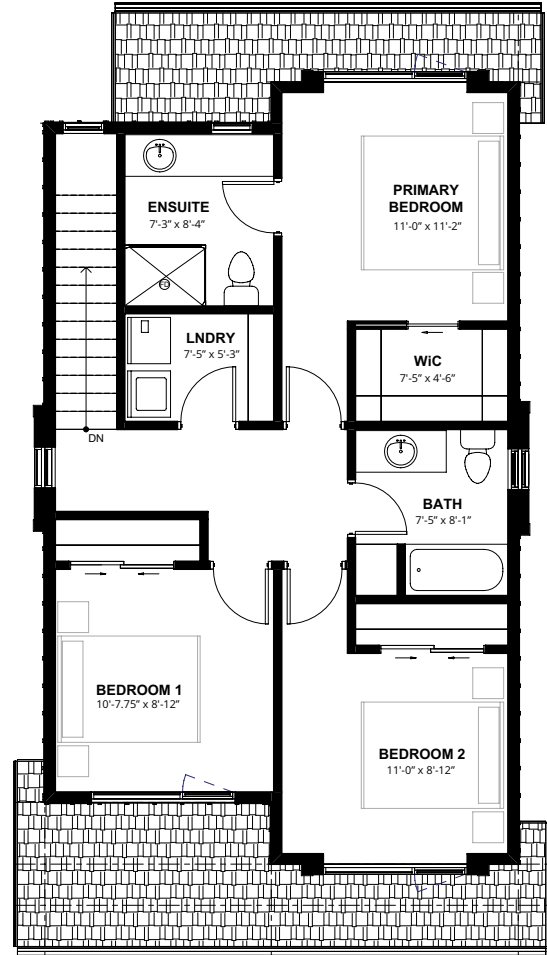 PRIMARY
BEDROOM
11'-0" x 11'-2"
ENSUITE
7'-3" x 8'-4"
FD
LNDRY
7'-5" x 5'-3"
WiC
7'-5" x 4'-6"
DN
BATH
7'-5" x 8'-1"
BEDROOM 1
10'-7.75" x 8'-12"
BEDROOM 2
11'-0" x 8'-12"